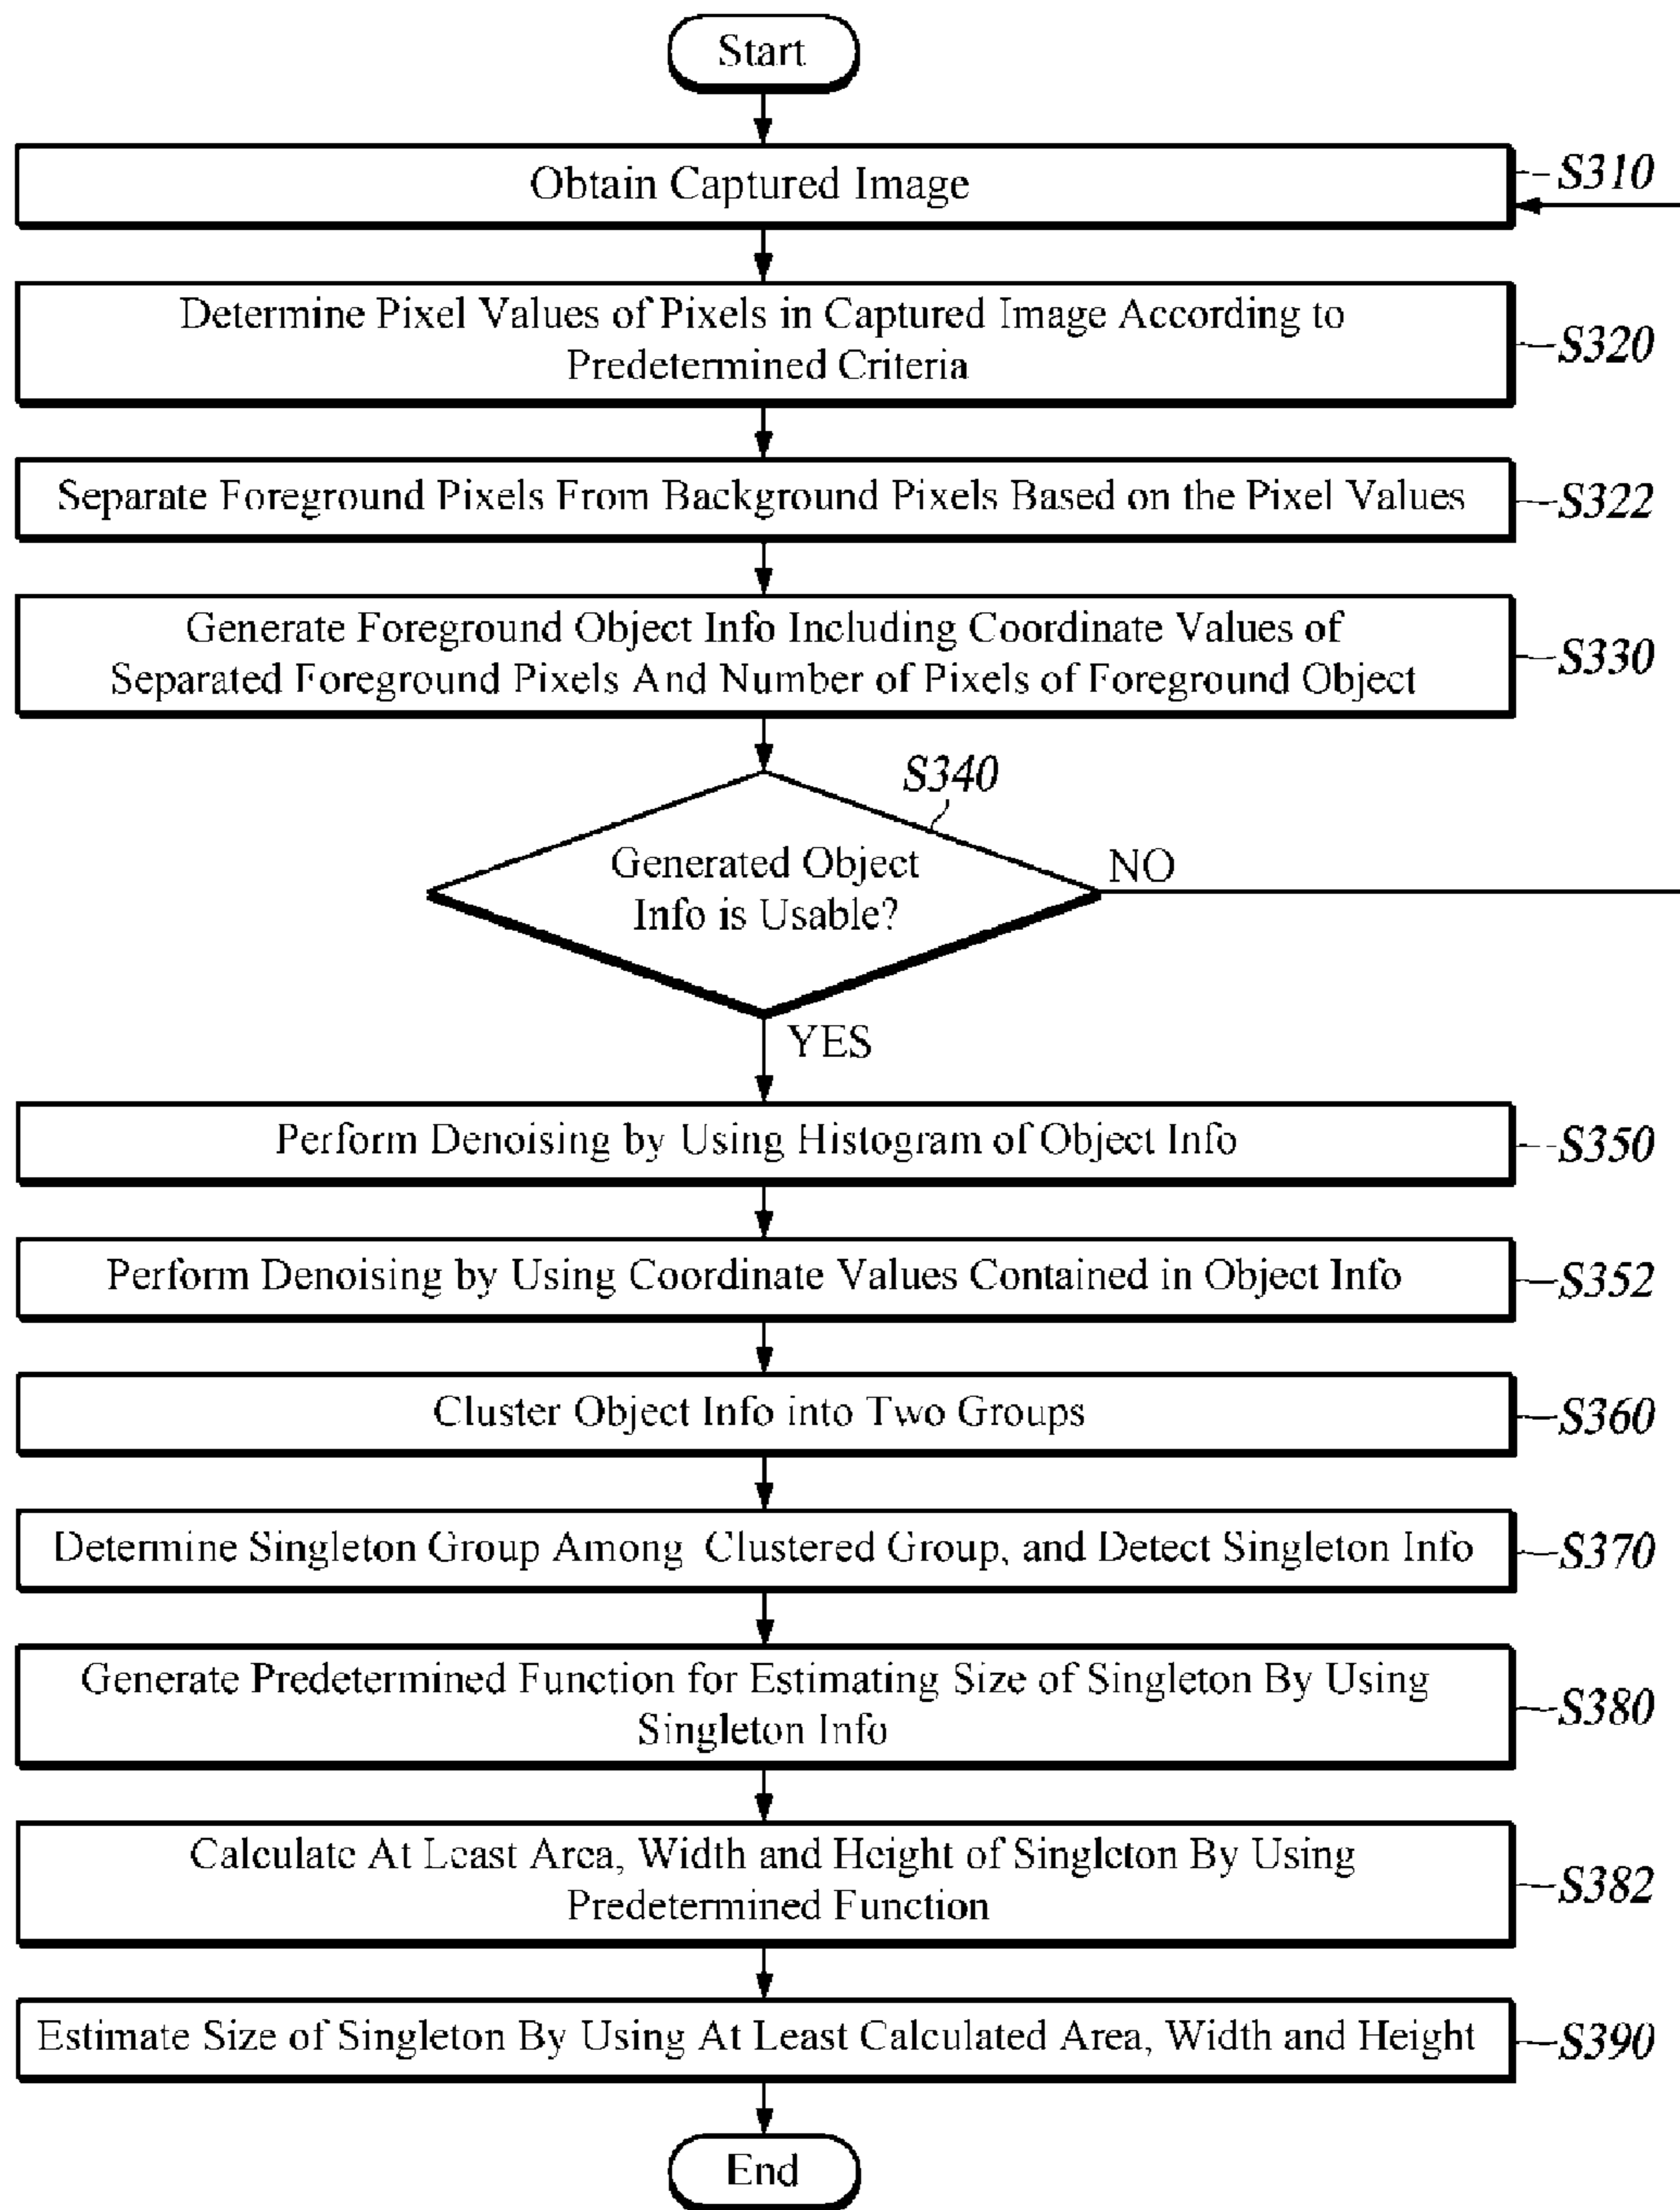 Start
Obtain Captured Image
S310
Determine Pixel Values of Pixels in Captured Image According to
Predetermined Criteria
S320
Separate Foreground Pixels From Background Pixels Based on the Pixel Values
S322
Generate Foreground Object Info Including Coordinate Values of
Separated Foreground Pixels And Number of Pixels of Foreground Object
S330
S340
Generated Object
Info is Usable?
NO
YES
Perform Denoising by Using Histogram of Object Info
S350
Perform Denoising by Using Coordinate Values Contained in Object Info
S352
Cluster Object Info into Two Groups
S360
Determine Singleton Group Among Clustered Group, and Detect Singleton Info
S370
Generate Predetermined Function for Estimating Size of Singleton By Using
Singleton Info
S380
Calculate At Least Area, Width and Height of Singleton By Using
Predetermined Function
S382
Estimate Size of Singleton By Using At Least Calculated Area, Width and Height
S390
End